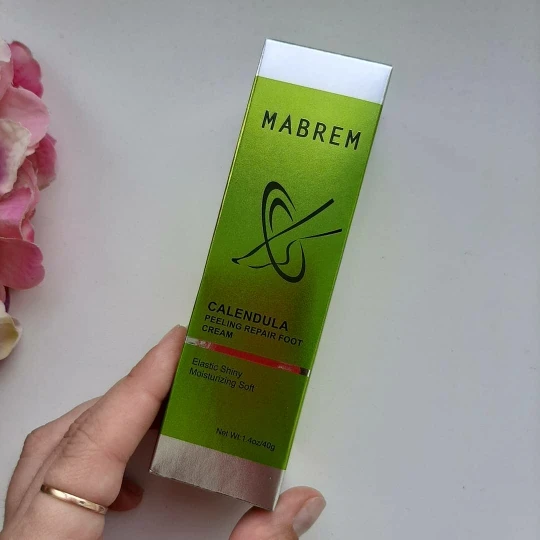 MABREM
CALENDULA
PEELING REPAIR FOOT
CREAM
Elastic Shiny
Moisturizing Soft
Net Wt:1.4oz/40g